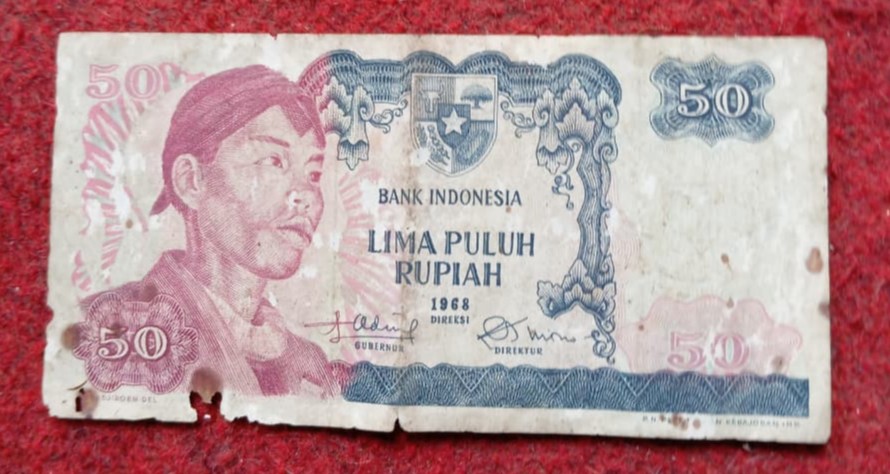 50
50
BANK INDONESIA
LIMA PULUH
RUPIAH
1968
DIREKSI
GUBERNUR
DIREKTUR
50
50